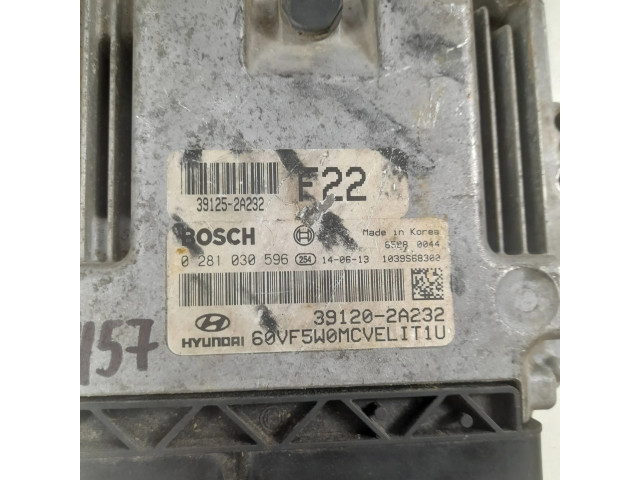 F22
39125-2A232
BOSCH
Made in Korea
0044
0 281 030 596 254 14-06-13 1039S68300
39120-2A232
HYUNDAI 60VF5W0MCVELIT1U
157